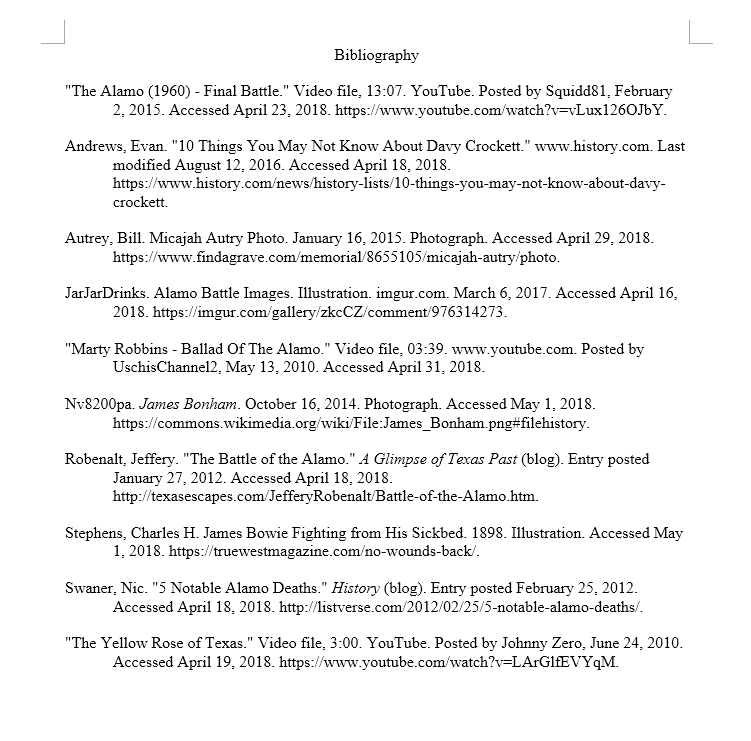 Bibliography
"The Alamo (1960) - Final Battle." Video file, 13:07. YouTube. Posted by Squidd81, February
2, 2015. Accessed April 23, 2018. https://www.youtube.com/watch?v=vLux126OJbY.
Andrews, Evan. "10 Things You May Not Know About Davy Crockett." www.history.com. Last
modified August 12, 2016. Accessed April 18, 2018.
https://www.history.com/news/history-lists/10-things-you-may-not-know-about-davy-
crockett.
Autrey, Bill. Micajah Autry Photo. January 16, 2015. Photograph. Accessed April 29, 2018.
https://www.findagrave.com/memorial/8655105/micajah-autry/photo.
JarJarDrinks. Alamo Battle Images. Illustration. imgur.com. March 6, 2017. Accessed April 16,
2018. https://imgur.com/gallery/zkcCZ/comment/976314273.
"Marty Robbins - Ballad Of The Alamo." Video file, 03:39. www.youtube.com. Posted by
UschisChannel2, May 13, 2010. Accessed April 31, 2018.
Nv8200pa. James Bonham. October 16, 2014. Photograph. Accessed May 1, 2018.
https://commons.wikimedia.org/wiki/File:James_Bonham.png#filehistory.
Robenalt, Jeffery. "The Battle of the Alamo." A Glimpse of Texas Past (blog). Entry posted
January 27, 2012. Accessed April 18, 2018.
http://texasescapes.com/JefferyRobenalt/Battle-of-the-Alamo.htm.
Stephens, Charles H. James Bowie Fighting from His Sickbed. 1898. Illustration. Accessed May
1, 2018. https://truewestmagazine.com/no-wounds-back/.
Swaner, Nic. "5 Notable Alamo Deaths." History (blog). Entry posted February 25, 2012.
Accessed April 18, 2018. http://listverse.com/2012/02/25/5-notable-alamo-deaths/.
"The Yellow Rose of Texas." Video file, 3:00. YouTube. Posted by Johnny Zero, June 24, 2010.
Accessed April 19, 2018. https://www.youtube.com/watch?v=LArGlfEVYqM.